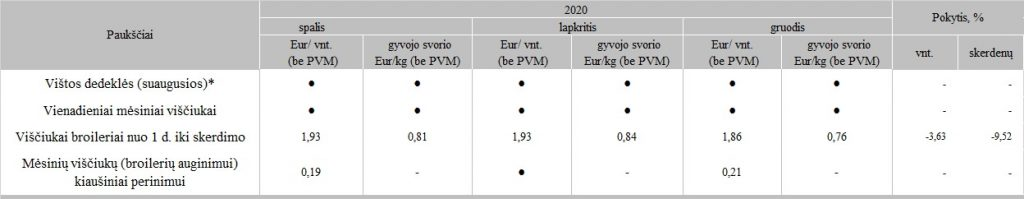 Paukščiai
2020
Pokytis, %
spalis
lapkritis
gruodis
Eur/ vnt.
(be PVM)
gyvojo svorio
Eur/kg (be PVM)
Eur/ vnt.
(be PVM)
gyvojo svorio
Eur/kg (be PVM)
Eur/ vnt.
(be PVM)
gyvojo svorio
Eur/kg (be PVM)
vnt.
skerdenų
Vištos dedeklės (suaugusios)* ● ● ● ● ● ● - -
Vienadieniai mėsiniai viščiukai ● ● ● ● ● ● - -
Viščiukai broileriai nuo 1 d. iki skerdimo 1,93 0,81 1,93 0,84 1,86 0,76 -3,63 -9,52
Mėsinių viščiukų (broilerių auginimui)
kiaušiniai perinimui 0,19 - ● - 0,21 - - -